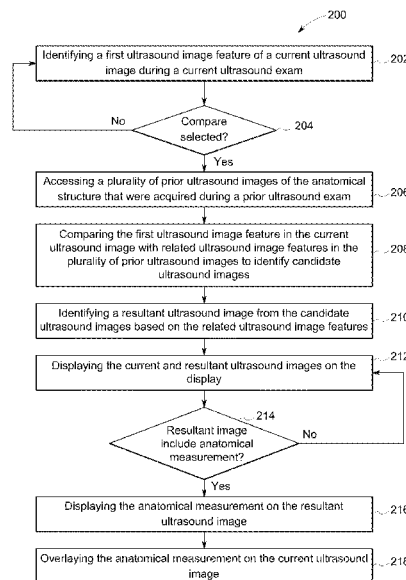 200
Identifying a first ultrasound image feature of a current ultrasound
image during a current ultrasound exam
202
No
Compare
selected?
204
Yes
Accessing a plurality of prior ultrasound images of the anatomical
structure that were acquired during a prior ultrasound exam
206
Comparing the first ultrasound image feature in the current
ultrasound image with related ultrasound image features in the
plurality of prior ultrasound images to identify candidate
ultrasound images
208
Identifying a resultant ultrasound image from the candidate
ultrasound images based on the related ultrasound image features
210
212
Displaying the current and resultant ultrasound images on the
display
214
Resultant image
include anatomical
measurement?
No
Yes
Displaying the anatomical measurement on the resultant
ultrasound image
216
Overlaying the anatomical measurement on the current ultrasound
image
218